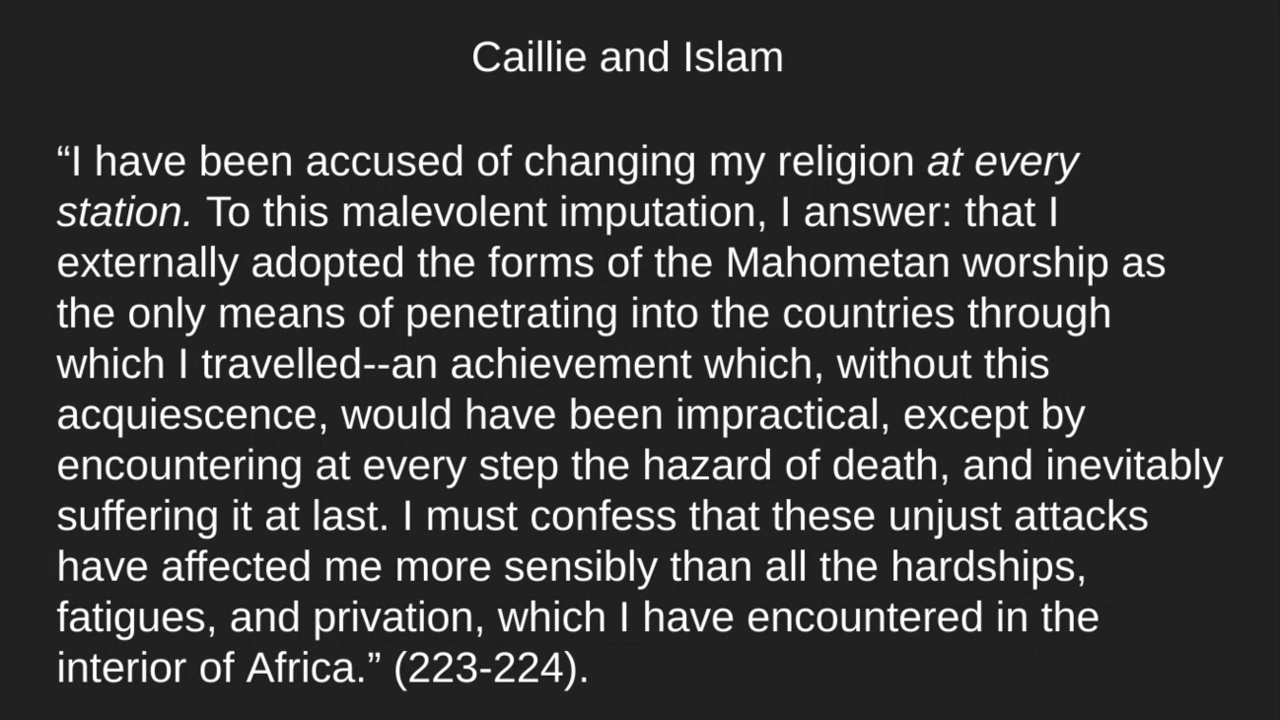 Caillie and Islam
“I have been accused of changing my religion at every
station. To this malevolent imputation, I answer: that I
externally adopted the forms of the Mahometan worship as
the only means of penetrating into the countries through
which I travelled--an achievement which, without this
acquiescence, would have been impractical, except by
encountering at every step the hazard of death, and inevitably
suffering it at last. I must confess that these unjust attacks
have affected me more sensibly than all the hardships,
fatigues, and privation, which I have encountered in the
interior of Africa.” (223-224).